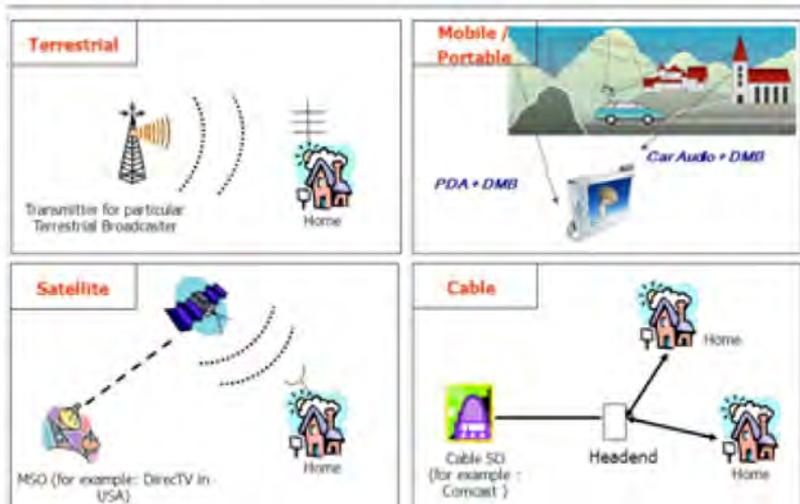 Terrestrial
Transmitter for particular
Terrestrial Broadcaster
Home
Mobile /
Portable
Car Audio + DMB
PDA + DMB
Satellite
MSO (for example: DirecTV in
USA)
Home
Cable
Home
Cable SO
(for example :
Comcast )
Headend
Home